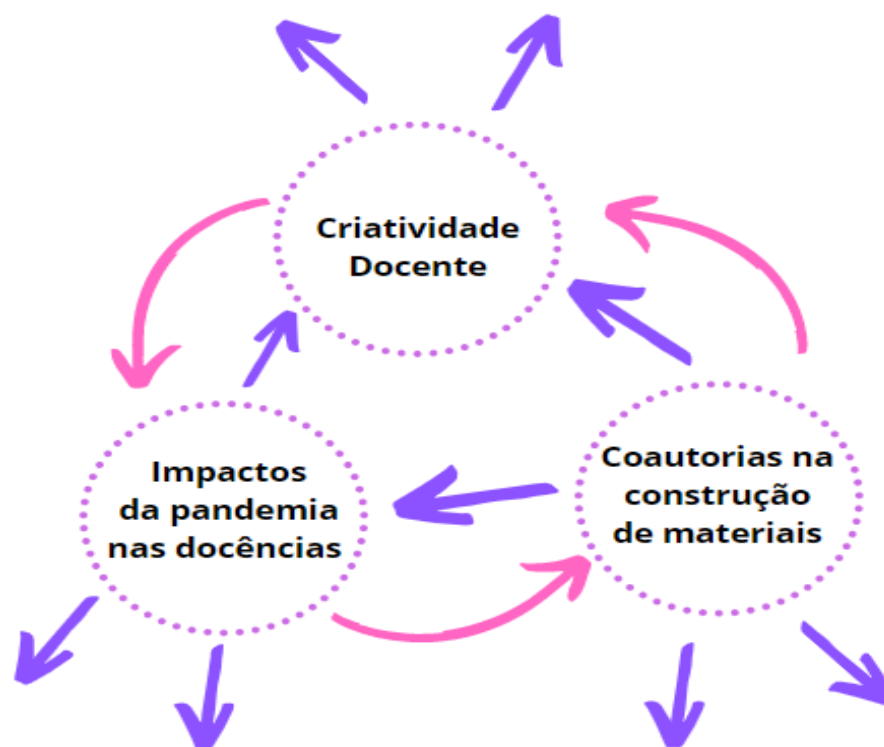 Criatividade
Docente
Impactos
da pandemia
nas docências
Coautorias na
construção
de materiais